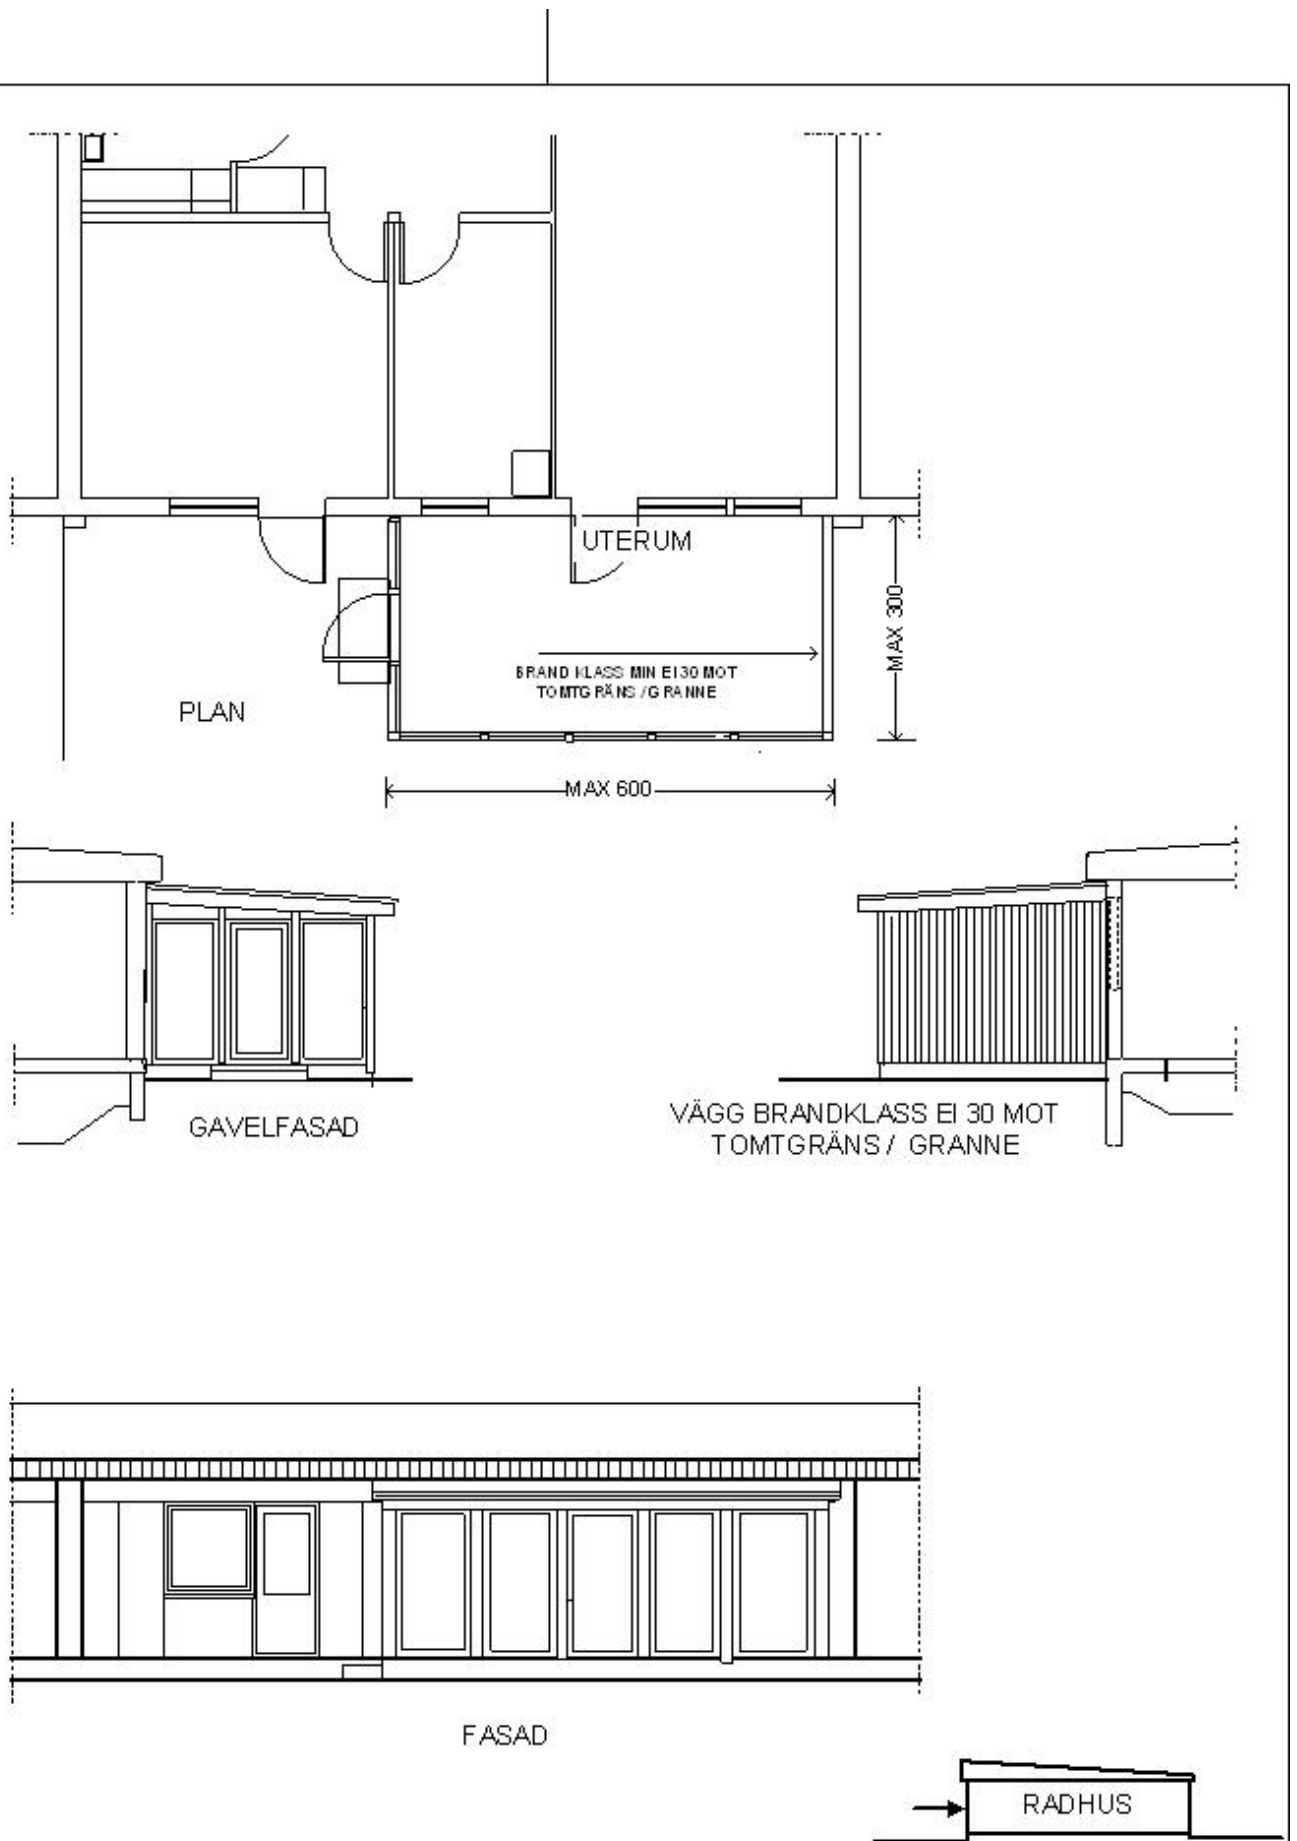 UTERUM
MAX 300
BRAND KLASS MIN EI 30 MOT
TOMTGRÄNS / GRANNE
PLAN
MAX 600
GAVELFASAD
VÄGG BRANDKLASS EI 30 MOT
TOMTGRÄNS / GRANNE
FASAD
RADHUS